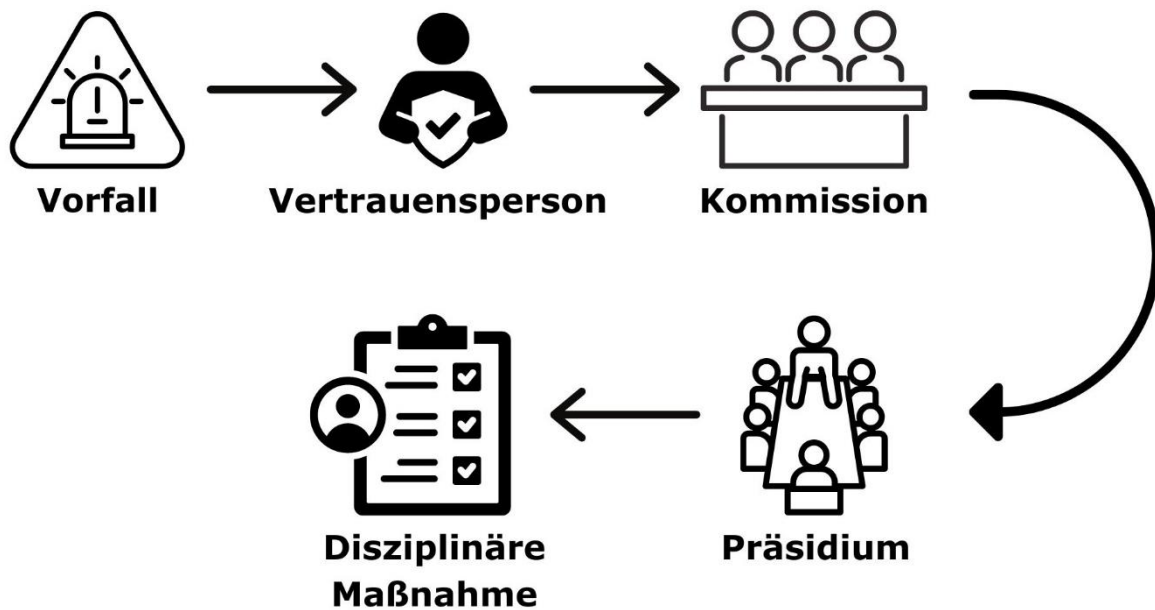 Vorfall
Vertrauensperson
Kommission
Präsidium
Disziplinäre
Maßnahme